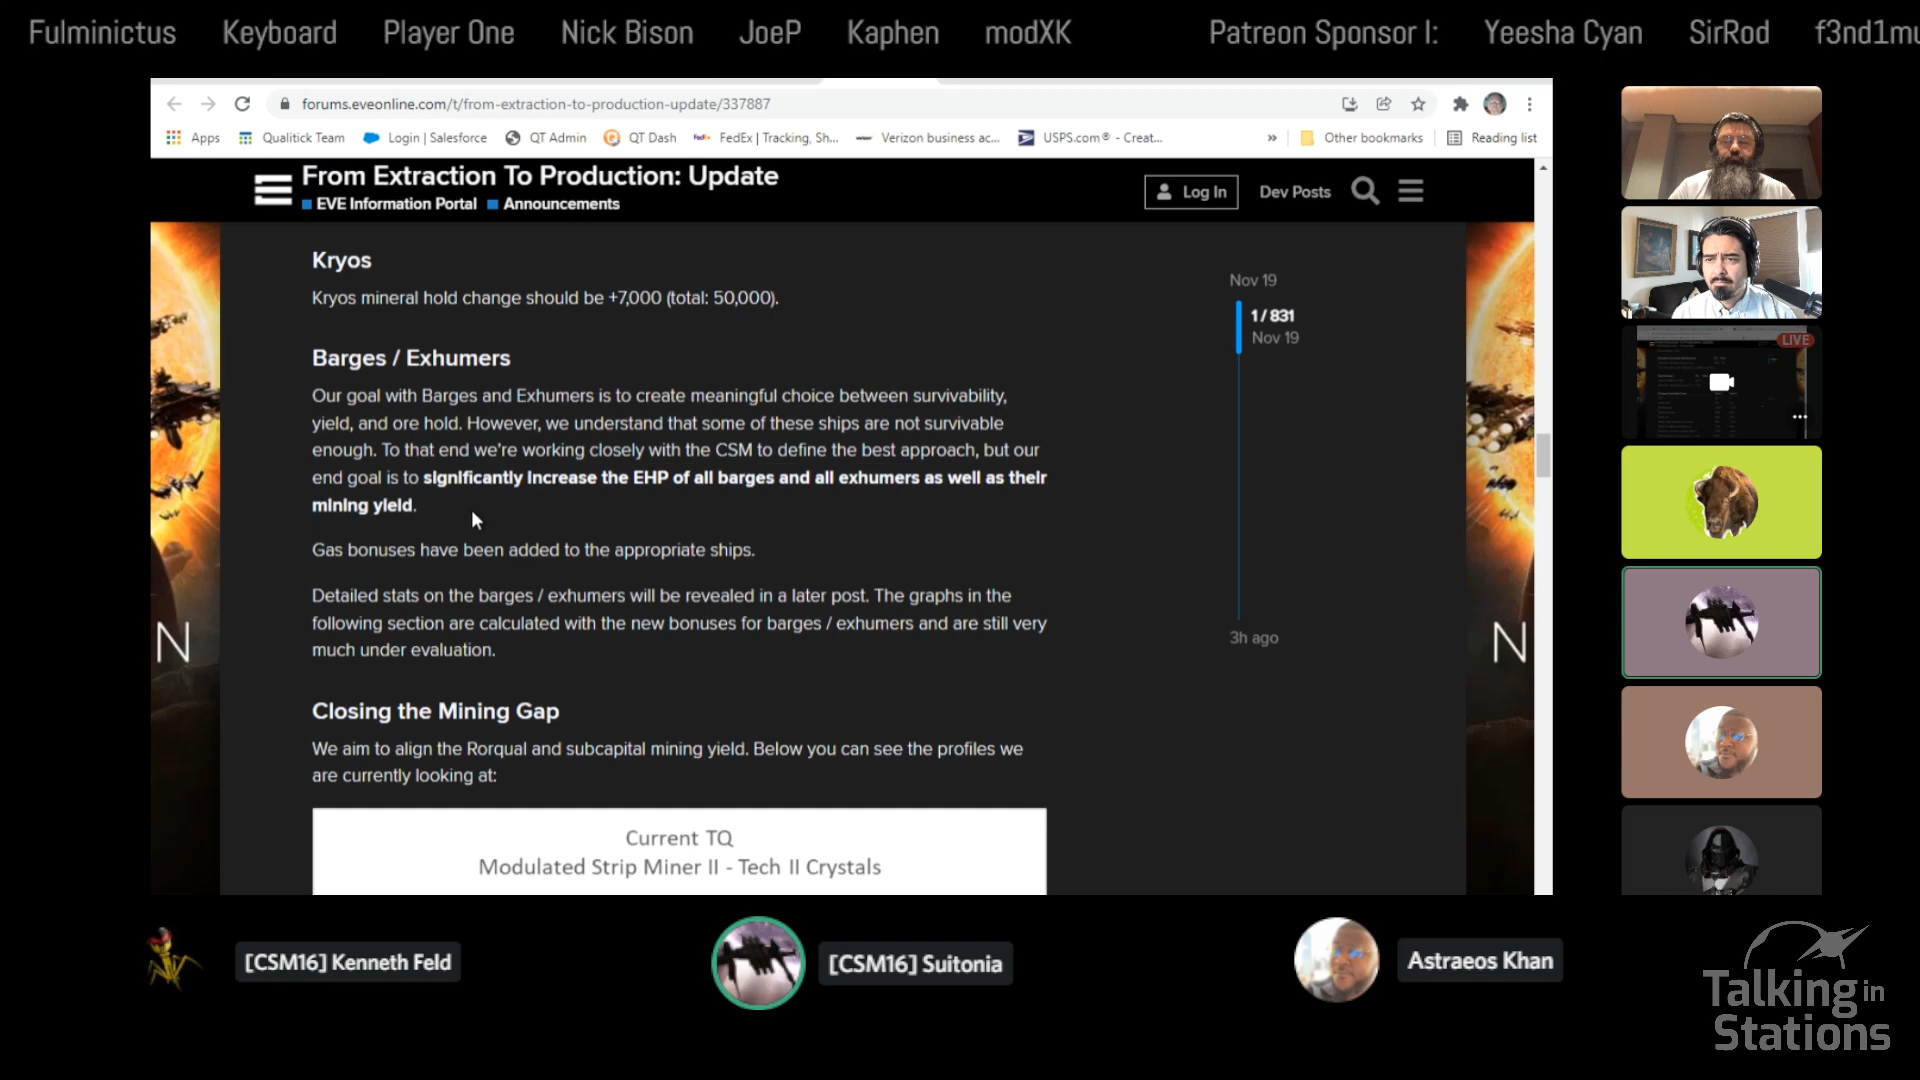 Fulminictus Keyboard Player One Nick Bison JoeP Kaphen modXK Patreon Sponsor I: Yeesha Cyan SirRod
forums.eveonline.com/t/from-extraction-to-production-update/337887
Apps Qualitick Team Login | Salesforce QT Admin QT Dash FedEx | Tracking, Sh... Verizon business ac... USPS.com® - Creat... » Other bookmarks Reading list
From Extraction To Production: Update
EVE Information Portal Announcements
Log In
Dev Posts
Kryos
Kryos mineral hold change should be +7,000 (total: 50,000).
Barges / Exhumers
Our goal with Barges and Exhumers is to create meaningful choice between survivability,
yield, and ore hold. However, we understand that some of these ships are not survivable
enough. To that end we're working closely with the CSM to define the best approach, but our
end goal is to significantly increase the EHP of all barges and all exhumers as well as their
mining yield.
Gas bonuses have been added to the appropriate ships.
Detailed stats on the barges / exhumers will be revealed in a later post. The graphs in the
following section are calculated with the new bonuses for barges / exhumers and are still very
much under evaluation.
Closing the Mining Gap
We aim to align the Rorqual and subcapital mining yield. Below you can see the profiles we
are currently looking at:
Current TQ
Modulated Strip Miner II - Tech II Crystals
Nov 19
1 / 831
Nov 19
3h ago
N
N
LIVE
[CSM16] Kenneth Feld
[CSM16] Suitonia
Astraeos Khan
Talking in
Stations